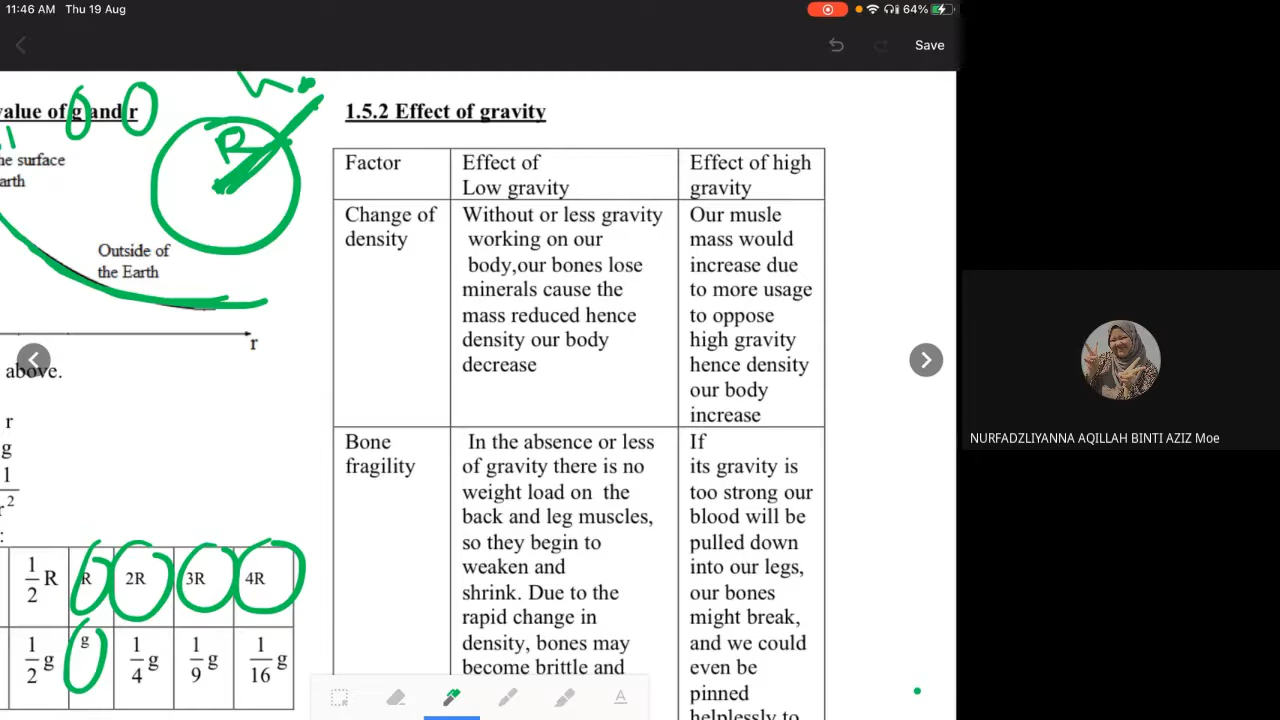 11:46 AM Thu 19 Aug
64%
Save
value of g and r
h
R
he surface
arth
Outside of
the Earth
r
above.
r
g
1
r²
:
1/2 R
R
2R
3R
4R
1/2 g
g
1/4 g
1/9 g
1/16 g
1.5.2 Effect of gravity
Factor
Effect of
Low gravity
Effect of high
gravity
Change of
density
Without or less gravity
working on our
body,our bones lose
minerals cause the
mass reduced hence
density our body
decrease
Our musle
mass would
increase due
to more usage
to oppose
high gravity
hence density
our body
increase
Bone
fragility
In the absence or less
of gravity there is no
weight load on the
back and leg muscles,
so they begin to
weaken and
shrink. Due to the
rapid change in
density, bones may
become brittle and
If
its gravity is
too strong our
blood will be
pulled down
into our legs,
our bones
might break,
and we could
even be
pinned
helplessly to
A
NURFADZLIYANNA AQILLAH BINTI AZIZ Moe